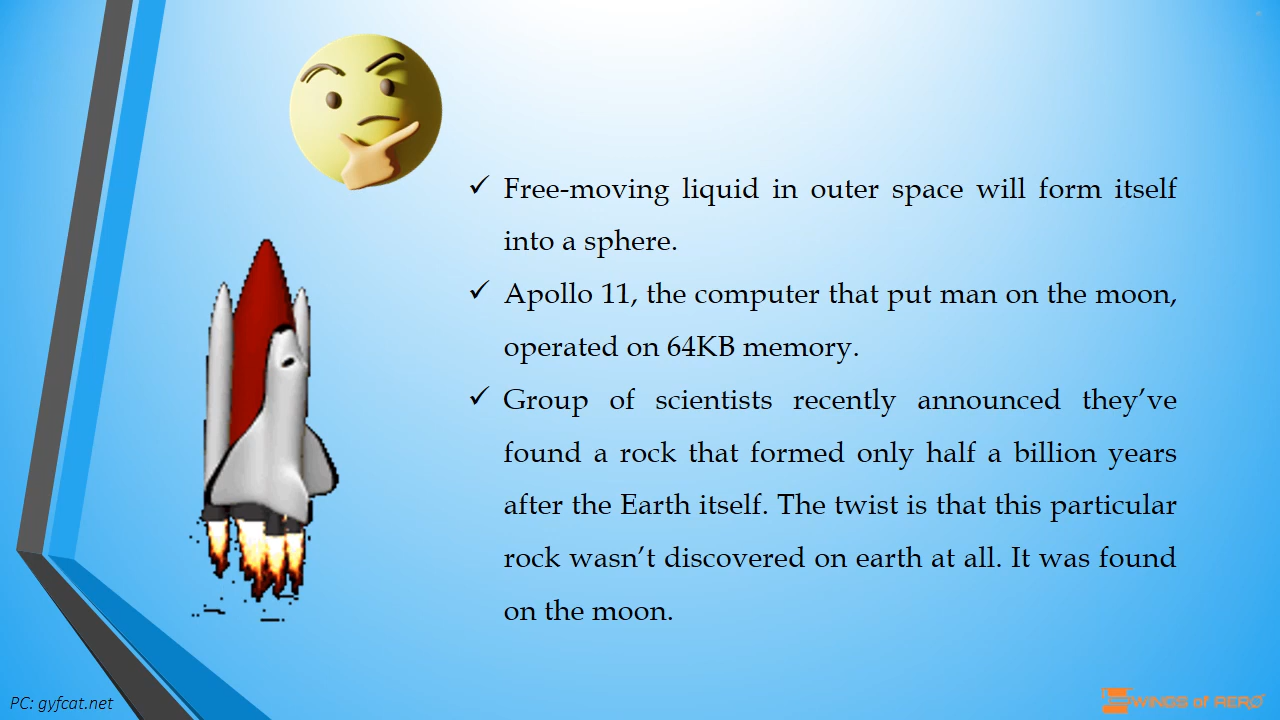 ✓ Free-moving liquid in outer space will form itself
into a sphere.
✓ Apollo 11, the computer that put man on the moon,
operated on 64KB memory.
✓ Group of scientists recently announced they’ve
found a rock that formed only half a billion years
after the Earth itself. The twist is that this particular
rock wasn’t discovered on earth at all. It was found
on the moon.
PC: gyfcat.net
WINGS of AERO